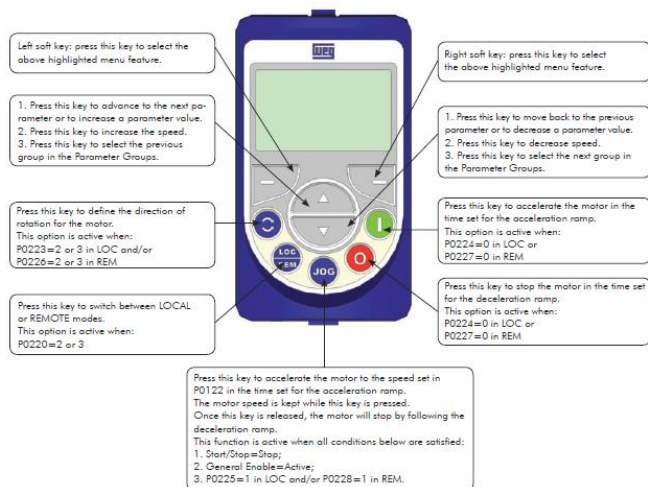 Left soft key: press this key to select the
above highlighted menu feature.
1. Press this key to advance to the next pa-
rameter or to increase a parameter value.
2. Press this key to increase the speed.
3. Press this key to select the previous
group in the Parameter Groups.
Press this key to define the direction of
rotation for the motor.
This option is active when:
P0223=2 or 3 in LOC and/or
P0226=2 or 3 in REM
Press this key to switch between LOCAL
or REMOTE modes.
This option is active when:
P0220=2 or 3
WEG
LOC
REM
JOG
Right soft key: press this key to select
the above highlighted menu feature.
1. Press this key to move back to the previous
parameter or to decrease a parameter value.
2. Press this key to decrease speed.
3. Press this key to select the next group in
the Parameter Groups.
Press this key to accelerate the motor in the
time set for the acceleration ramp.
This option is active when:
P0224=0 in LOC or
P0227=0 in REM
Press this key to stop the motor in the time set
for the deceleration ramp.
This option is active when:
P0224=0 in LOC or
P0227=0 in REM
Press this key to accelerate the motor to the speed set in
P0122 in the time set for the acceleration ramp.
The motor speed is kept while this key is pressed.
Once this key is released, the motor will stop by following the
deceleration ramp.
This function is active when all conditions below are satisfied:
1. Start/Stop=Stop;
2. General Enable=Active;
3. P0225=1 in LOC and/or P0228=1 in REM.